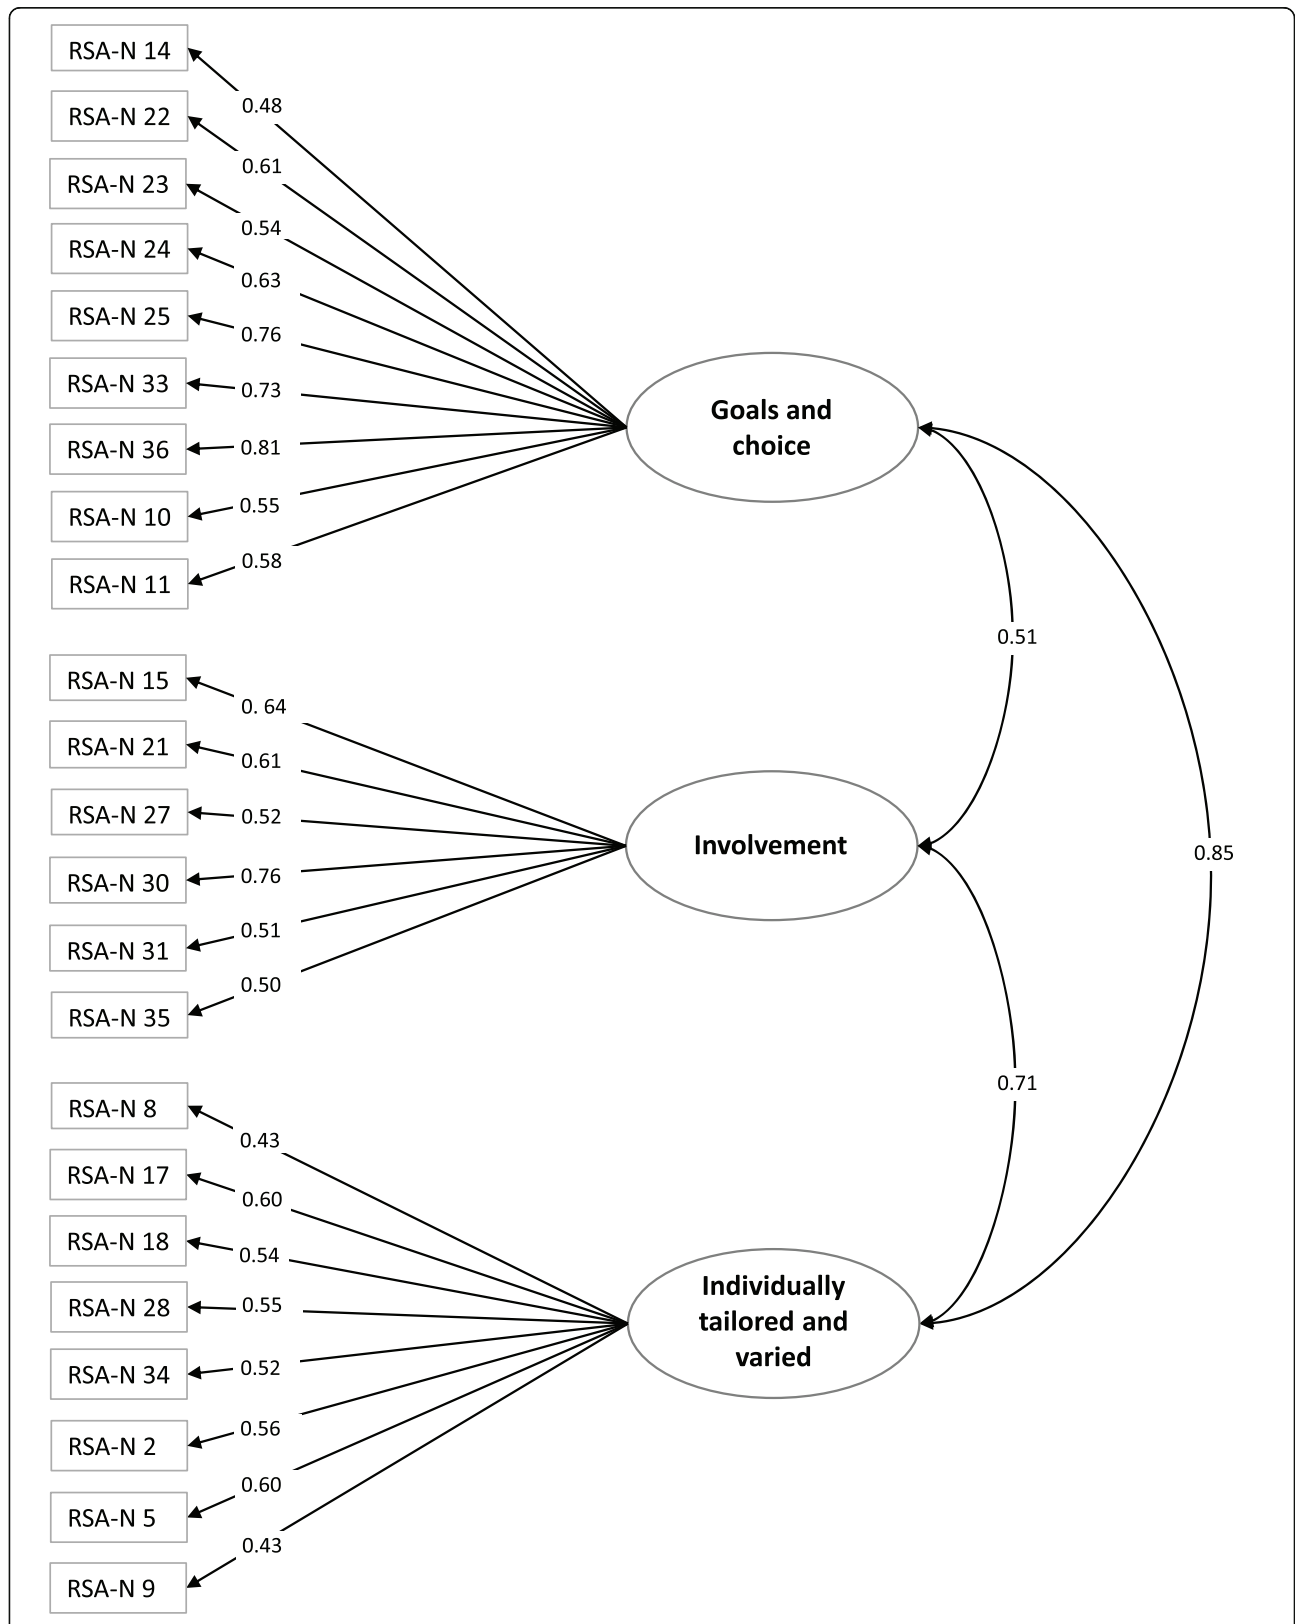 RSA-N 14
0.48
RSA-N 22
0.61
RSA-N 23
0.54
RSA-N 24
0.63
RSA-N 25
0.76
RSA-N 33
0.73
RSA-N 36
0.81
RSA-N 10
0.55
RSA-N 11
0.58
Goals and
choice
0.51
RSA-N 15
0. 64
RSA-N 21
0.61
RSA-N 27
0.52
RSA-N 30
0.76
RSA-N 31
0.51
RSA-N 35
0.50
Involvement
0.85
0.71
RSA-N 8
0.43
RSA-N 17
0.60
RSA-N 18
0.54
RSA-N 28
0.55
RSA-N 34
0.52
RSA-N 2
0.56
RSA-N 5
0.60
RSA-N 9
0.43
Individually
tailored and
varied